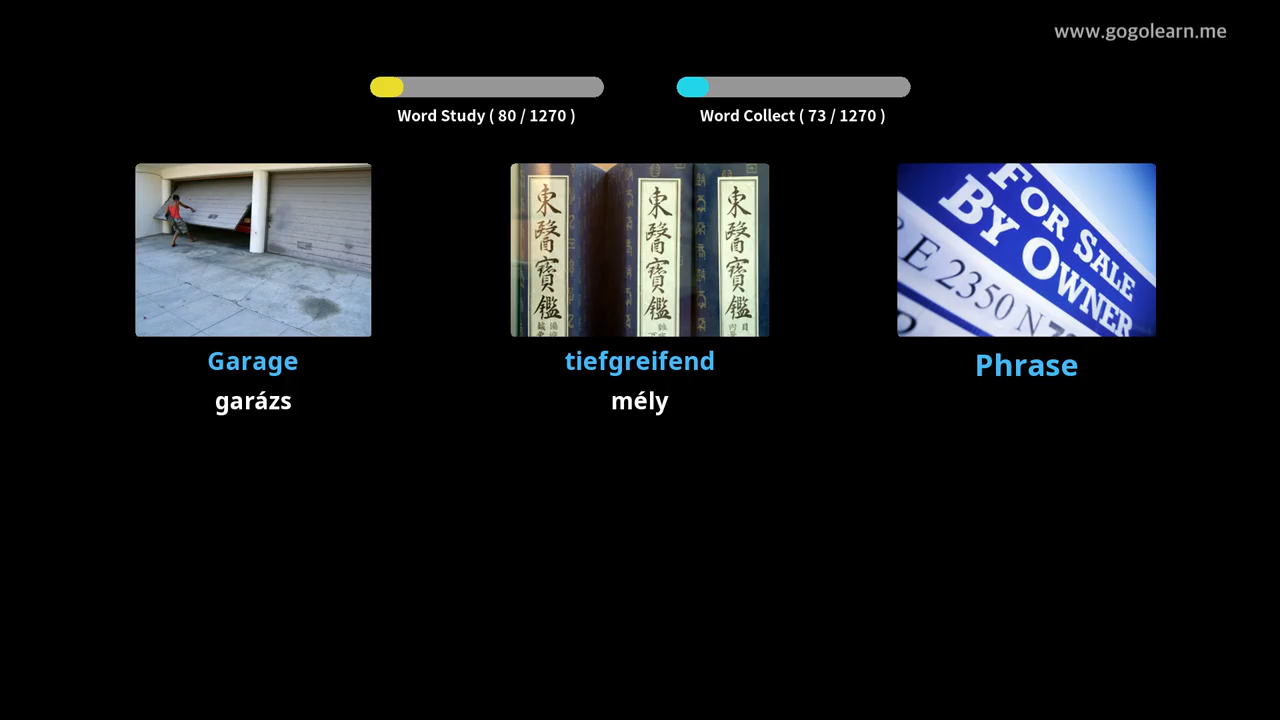 www.gogolearn.me
Word Study ( 80 / 1270 )
Word Collect ( 73 / 1270 )
東醫寶鑑
東醫寶鑑
東醫寶鑑
FOR SALE
BY OWNER
E 2350 N
Garage
garázs
tiefgreifend
mély
Phrase